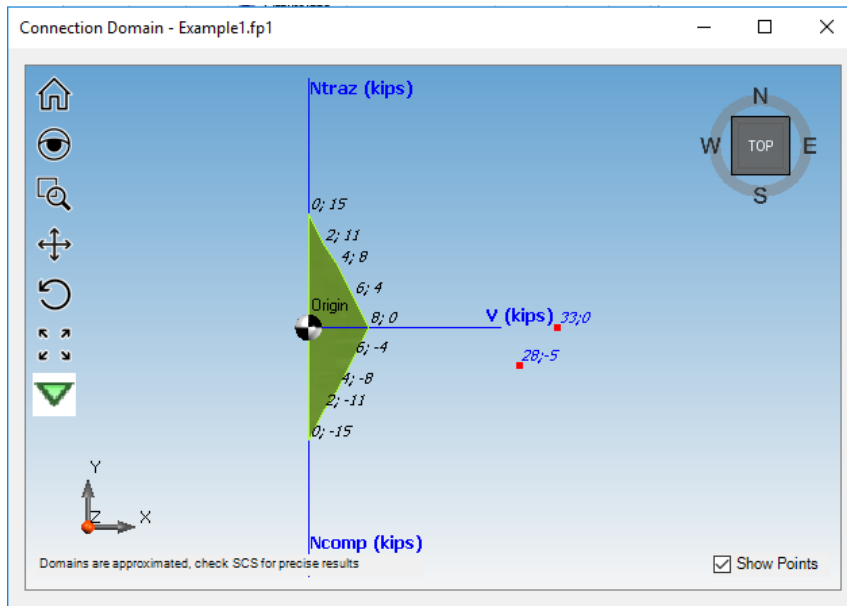 Connection Domain - Example1.fp1
Ntraz (kips)
N
W
TOP
E
S
0; 15
2; 11
4; 8
6; 4
Origin
8; 0
V (kips)
33;0
6; -4
28;-5
4; -8
2; -11
0; -15
Y
Z
X
Ncomp (kips)
Domains are approximated, check SCS for precise results
Show Points